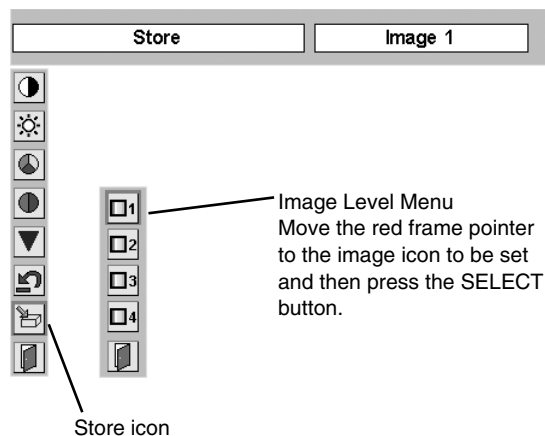 Store
Image 1
1
2
3
4
Image Level Menu
Move the red frame pointer
to the image icon to be set
and then press the SELECT
button.
Store icon